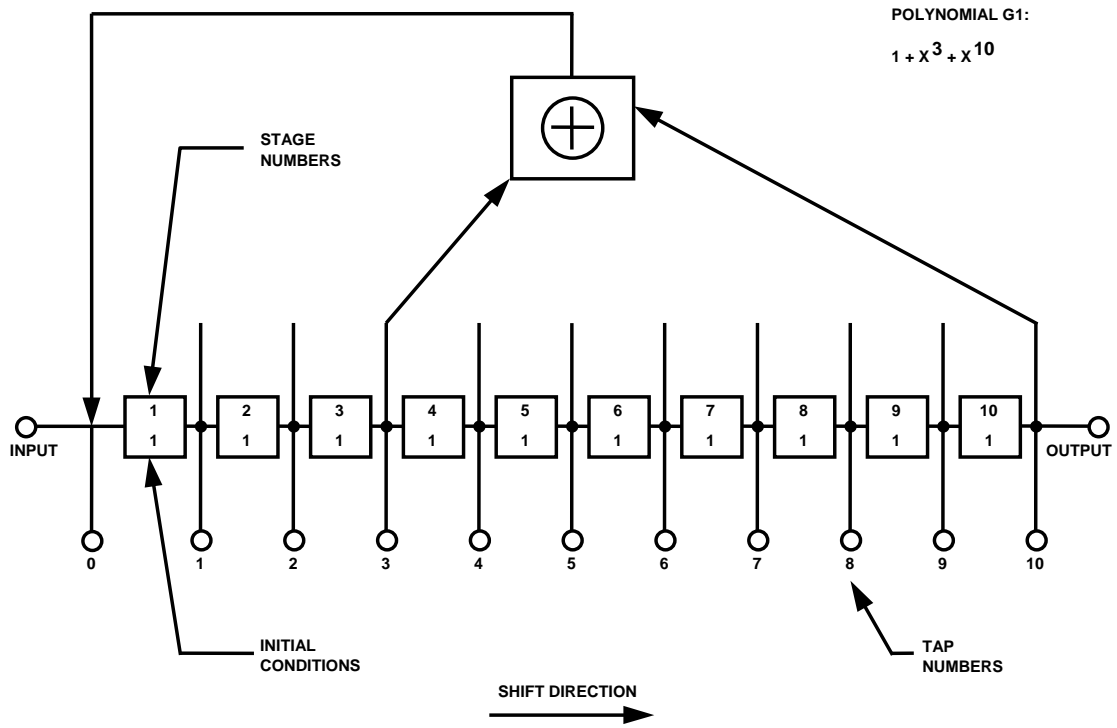 POLYNOMIAL G1:
1 + X^3 + X^10
STAGE
NUMBERS
1 2 3 4 5 6 7 8 9 10
1 1 1 1 1 1 1 1 1 1
INPUT
OUTPUT
0 1 2 3 4 5 6 7 8 9 10
INITIAL
CONDITIONS
TAP
NUMBERS
SHIFT DIRECTION